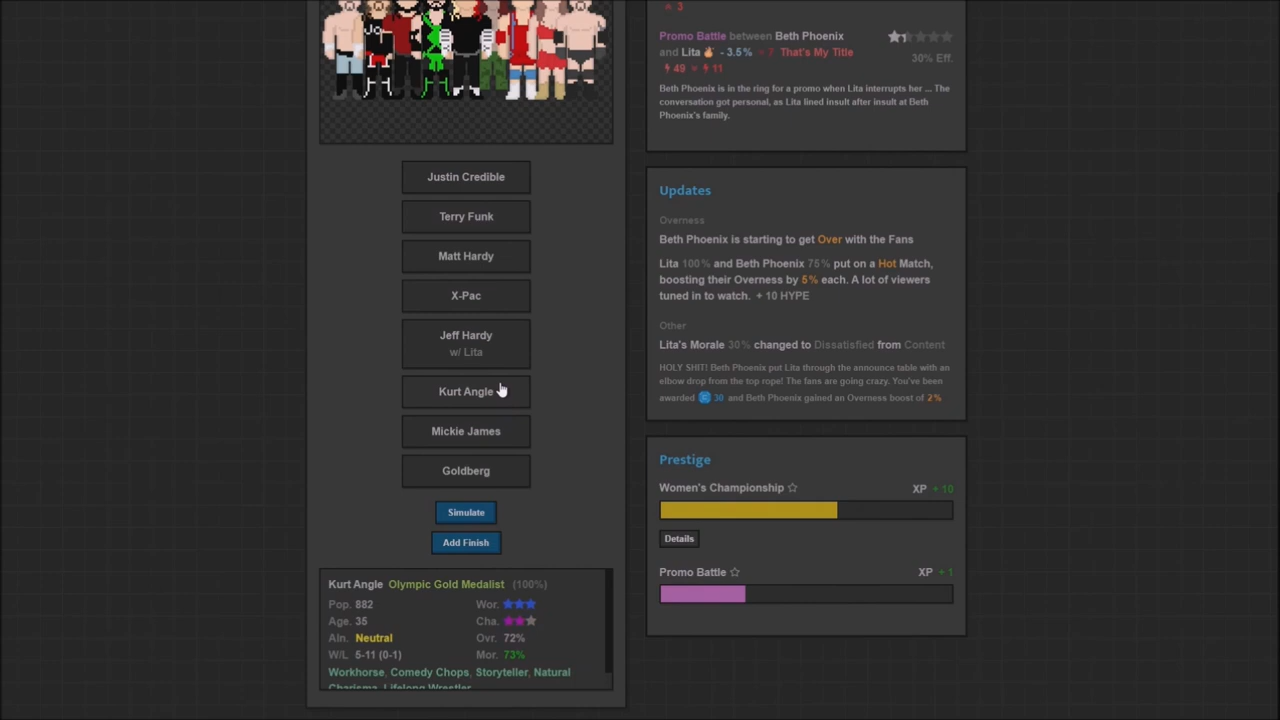 Justin Credible
Terry Funk
Matt Hardy
X-Pac
Jeff Hardy
w/ Lita
Kurt Angle
Mickie James
Goldberg
Simulate
Add Finish
Kurt Angle Olympic Gold Medalist (100%)
Pop. 882 Wor.
Age. 35 Cha.
Aln. Neutral Ovr. 72%
W/L 5-11 (0-1) Mor. 73%
Workhorse, Comedy Chops, Storyteller, Natural
Charisma, Lifelong Wrestler
3
Promo Battle between Beth Phoenix
and Lita - 3.5% 7 That's My Title
30% Eff.
49 11
Beth Phoenix is in the ring for a promo when Lita interrupts her ... The
conversation got personal, as Lita lined insult after insult at Beth
Phoenix's family.
Updates
Overness
Beth Phoenix is starting to get Over with the Fans
Lita 100% and Beth Phoenix 75% put on a Hot Match,
boosting their Overness by 5% each. A lot of viewers
tuned in to watch. + 10 HYPE
Other
Lita's Morale 30% changed to Dissatisfied from Content
HOLY SHIT! Beth Phoenix put Lita through the announce table with an
elbow drop from the top rope! The fans are going crazy. You've been
awarded 30 and Beth Phoenix gained an Overness boost of 2%
Prestige
Women's Championship XP + 10
Details
Promo Battle XP + 1